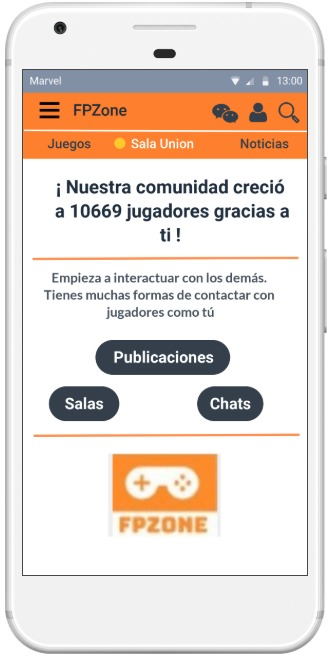 Marvel 13:00
FPZone
Juegos Sala Union Noticias
¡ Nuestra comunidad creció
a 10669 jugadores gracias a
ti !
Empieza a interactuar con los demás.
Tienes muchas formas de contactar con
jugadores como tú
Publicaciones
Salas Chats
FPZONE